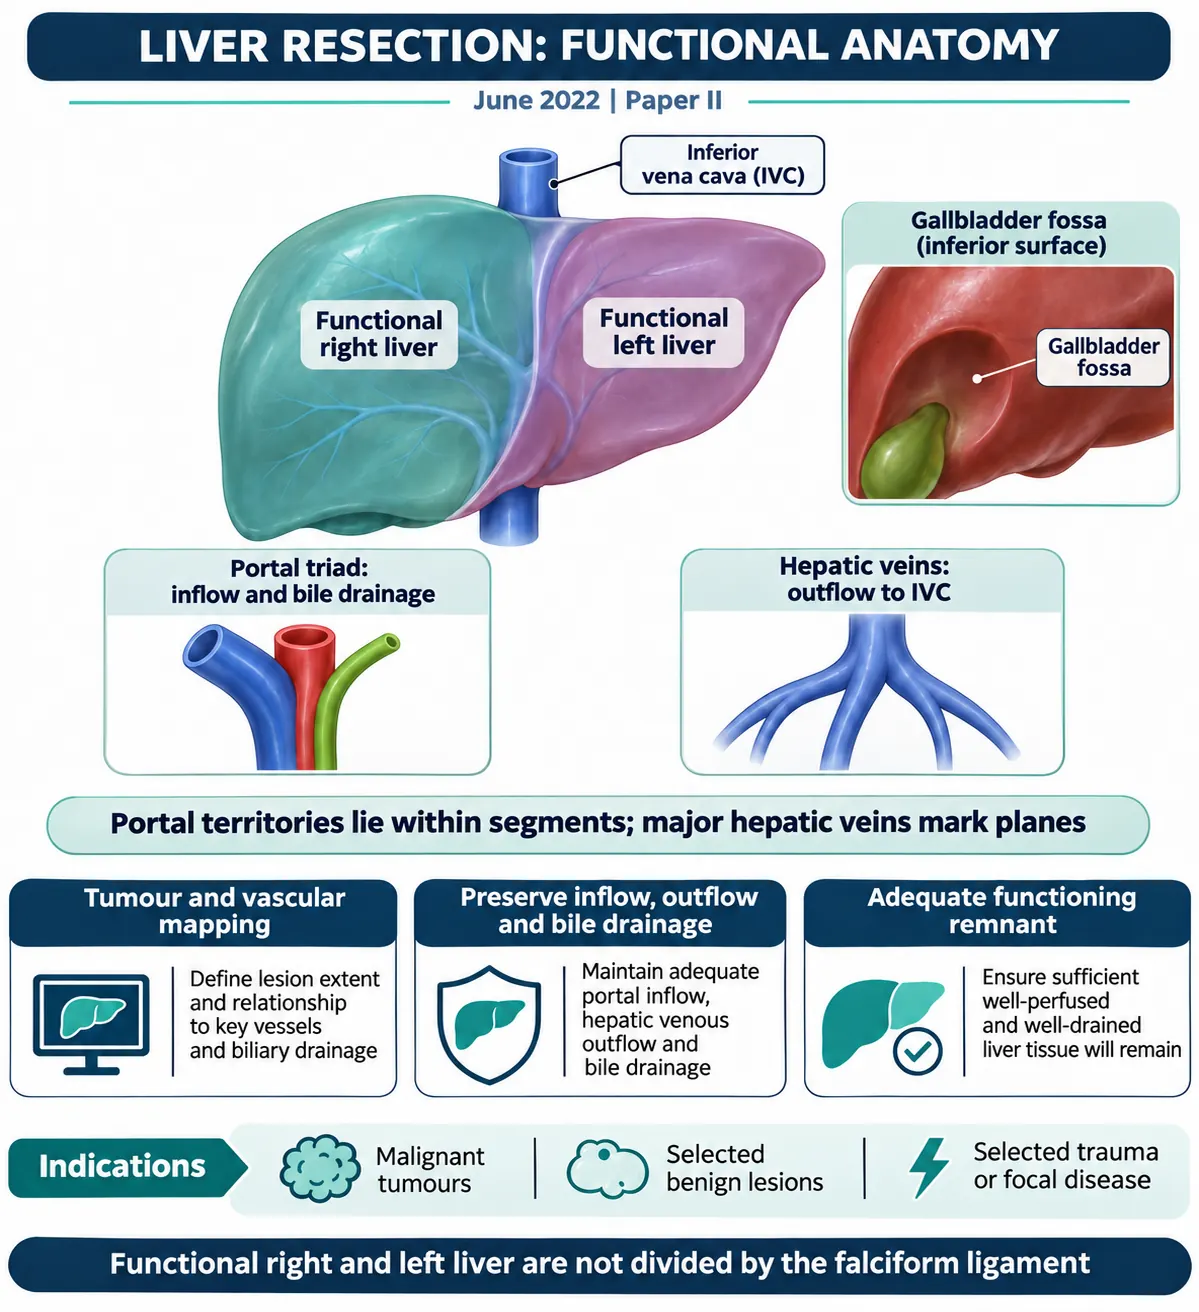 LIVER RESECTION: FUNCTIONAL ANATOMY
June 2022 | Paper II
Inferior
vena cava (IVC)
Functional
right liver
Functional
left liver
Gallbladder fossa
(inferior surface)
Gallbladder
fossa
Portal triad:
inflow and bile drainage
Hepatic veins:
outflow to IVC
Portal territories lie within segments; major hepatic veins mark planes
Tumour and vascular
mapping
Define lesion extent
and relationship
to key vessels
and biliary drainage
Preserve inflow, outflow
and bile drainage
Maintain adequate
portal inflow,
hepatic venous
outflow and
bile drainage
Adequate functioning
remnant
Ensure sufficient
well-perfused
and well-drained
liver tissue will remain
Indications
Malignant
tumours
Selected
benign lesions
Selected trauma
or focal disease
Functional right and left liver are not divided by the falciform ligament